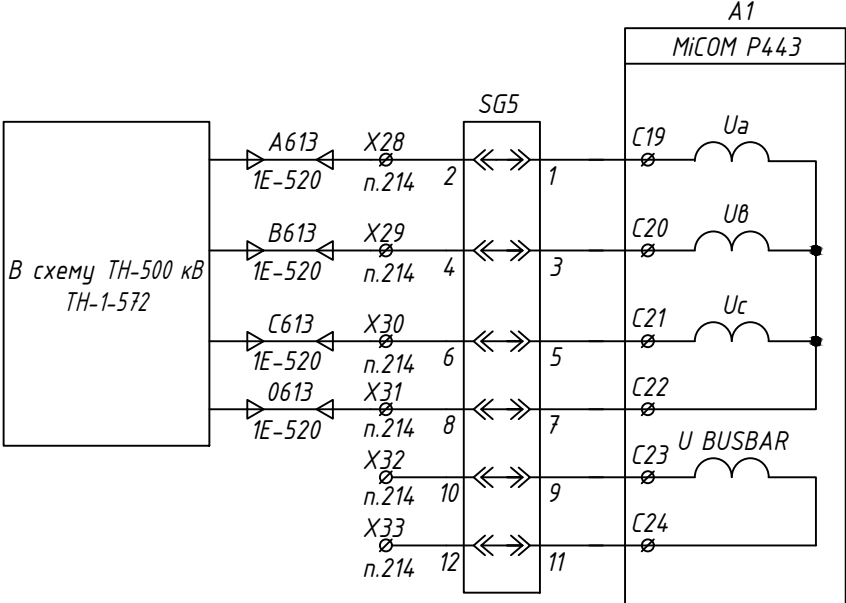 A1
MiCOM P443
SG5
В схему ТН-500 кВ
ТН-1-572
A613
1E-520
X28
п.214
2
1
C19
Ua
B613
1E-520
X29
п.214
4
3
C20
Uв
C613
1E-520
X30
п.214
6
5
C21
Uc
0613
1E-520
X31
п.214
8
7
C22
X32
п.214
10
9
C23
U BUSBAR
X33
п.214
12
11
C24